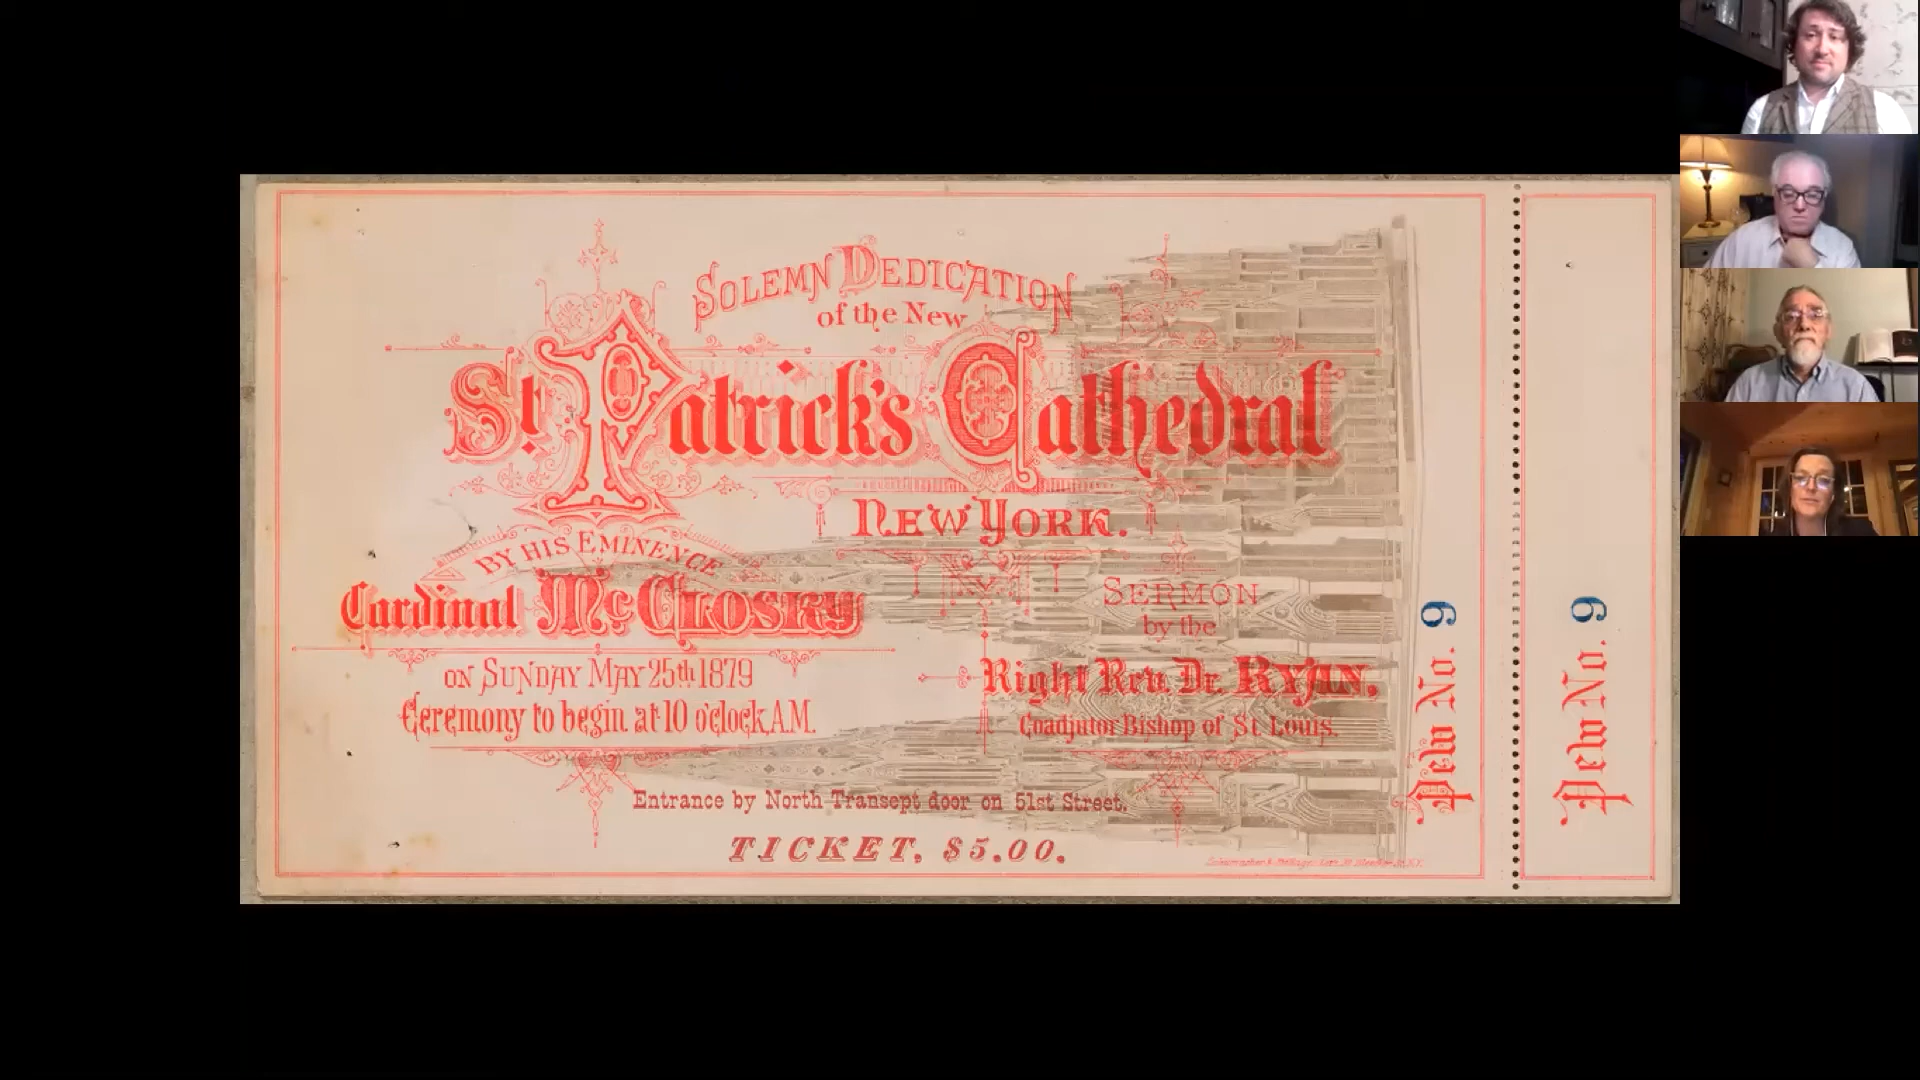 SOLEMN DEDICATION
of the New
St Patrick's Cathedral
NEW YORK.
BY HIS EMINENCE
Cardinal McCLOSKY
ON SUNDAY MAY 25th 1879
Ceremony to begin at 10 o'clock, A.M.
SERMON
by the
Right Rev. Dr. RYAN,
Coadjutor Bishop of St. Louis.
Entrance by North Transept door on 51st Street.
TICKET, $5.00.
Pew No. 9
Pew No. 9